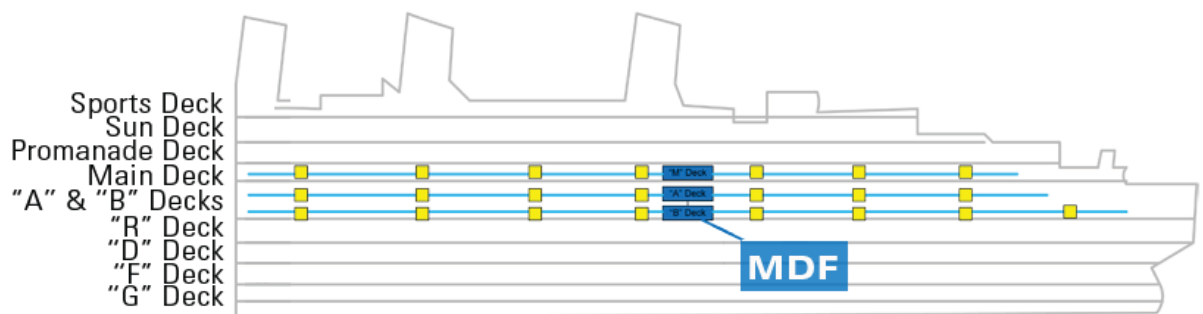 Sports Deck
Sun Deck
Promanade Deck
Main Deck
"A" & "B" Decks
"R" Deck
"D" Deck
"F" Deck
"G" Deck
"M" Deck
"A" Deck
"B" Deck
MDF